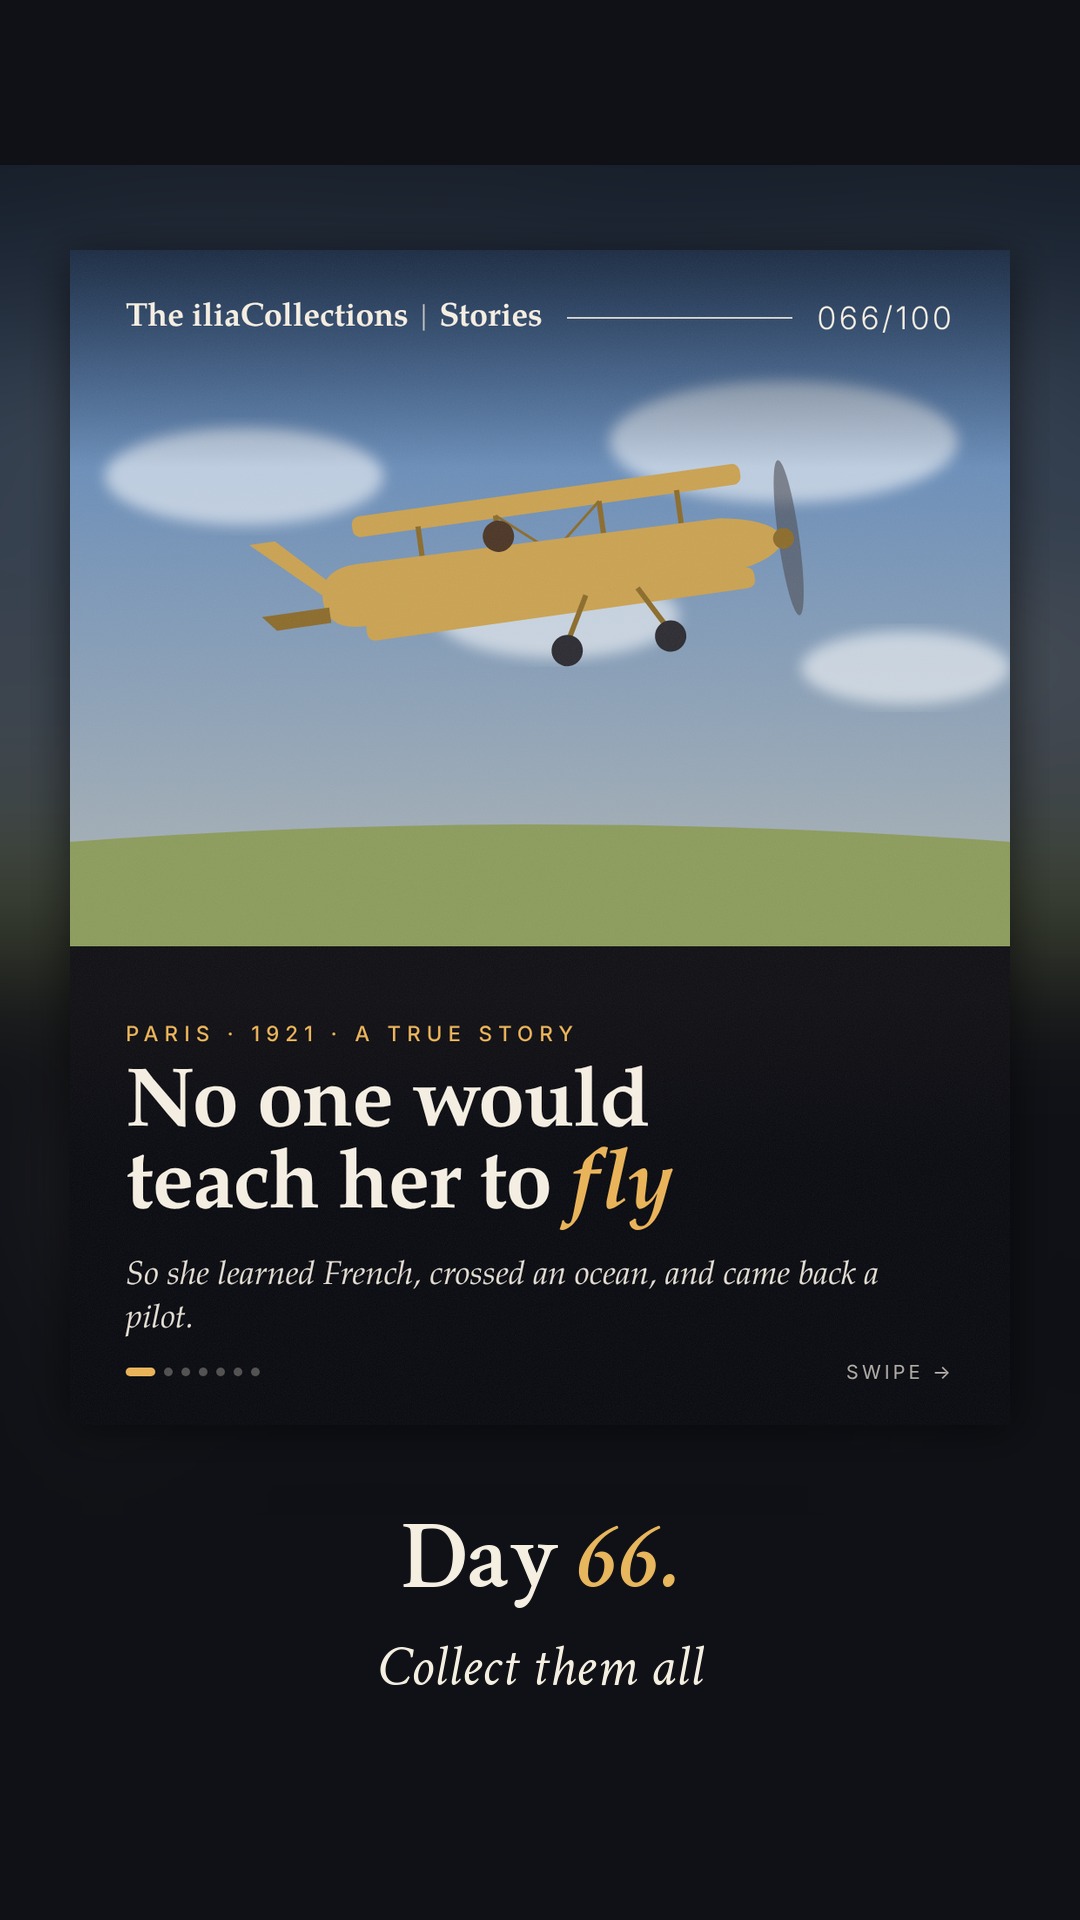 The iliaCollections | Stories 066/100
PARIS · 1921 · A TRUE STORY
No one would
teach her to fly
So she learned French, crossed an ocean, and came back a
pilot.
SWIPE →
Day 66.
Collect them all